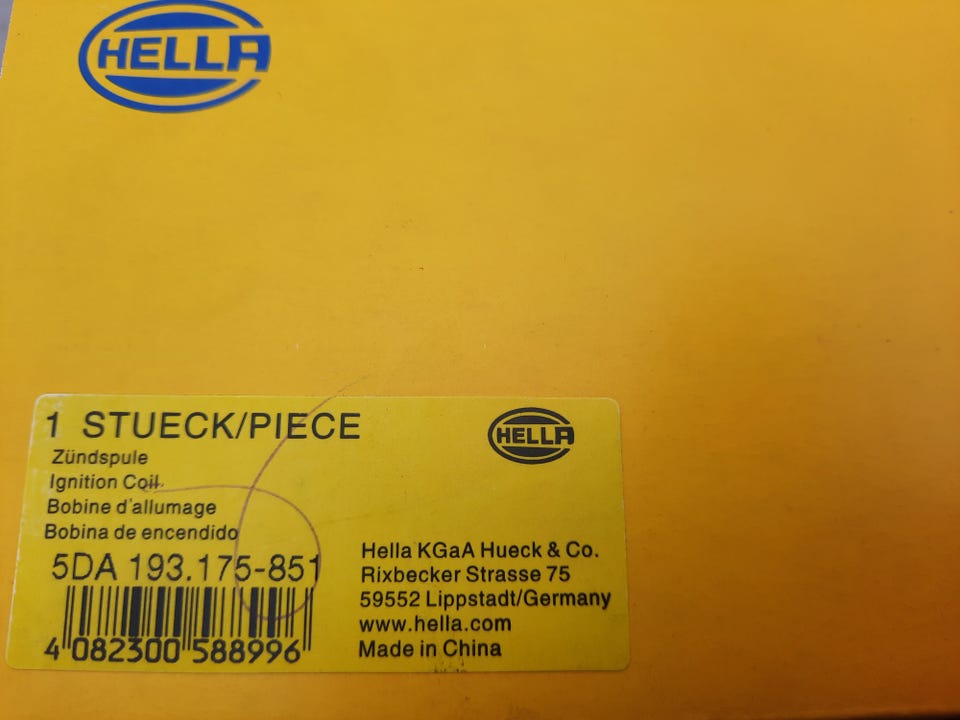 HELLA
1 STUECK/PIECE
HELLA
Zündspule
Ignition Coil
Bobine d'allumage
Bobina de encendido
5DA 193.175-851
4 082300 588996
Hella KGaA Hueck & Co.
Rixbecker Strasse 75
59552 Lippstadt/Germany
www.hella.com
Made in China